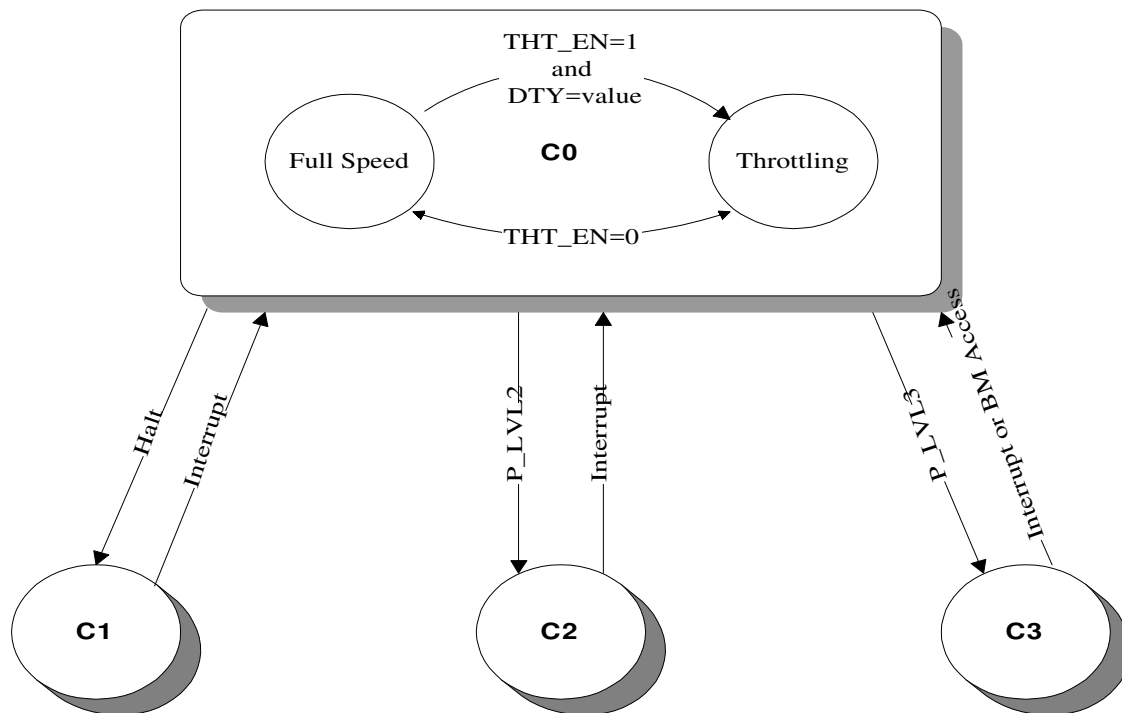 THT_EN=1
and
DTY=value
Full Speed
C0
Throttling
THT_EN=0
Halt
Interrupt
P_LVL2
Interrupt
P_LVL3
Interrupt or BM Access
C1
C2
C3